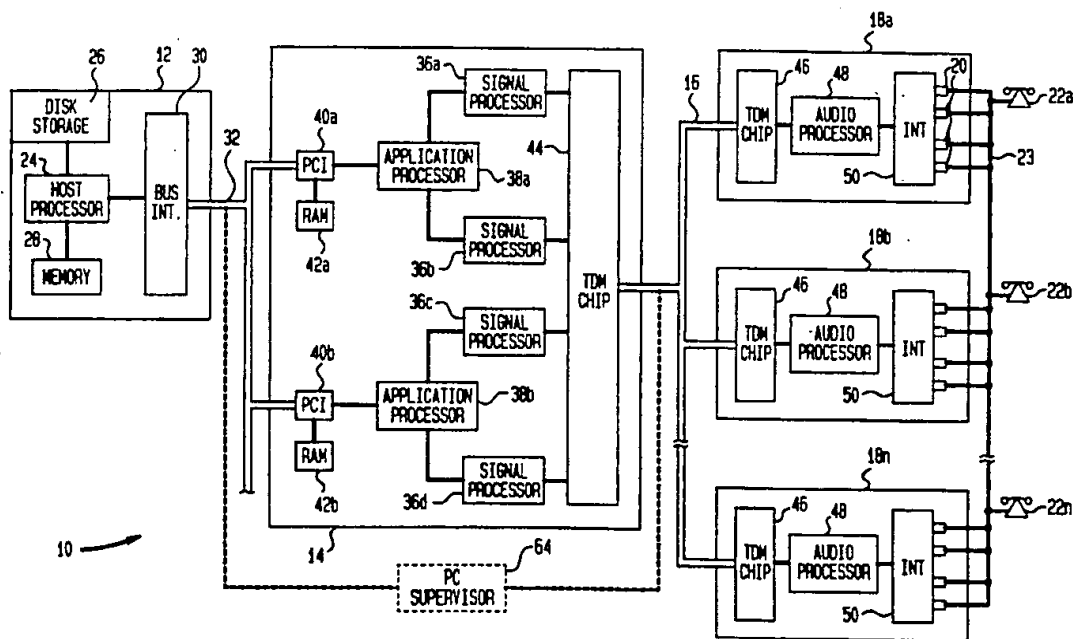 26
12
30
DISK
STORAGE
24
HOST
PROCESSOR
28
MEMORY
BUS
INT.
32
40a
PCI
RAM
42a
36a
SIGNAL
PROCESSOR
APPLICATION
PROCESSOR
38a
SIGNAL
PROCESSOR
36b
44
TDM
CHIP
36c
SIGNAL
PROCESSOR
40b
PCI
RAM
42b
APPLICATION
PROCESSOR
38b
SIGNAL
PROCESSOR
36d
14
10
64
PC
SUPERVISOR
16
18a
46
TDM
CHIP
48
AUDIO
PROCESSOR
50
INT
20
22a
23
18b
46
TDM
CHIP
48
AUDIO
PROCESSOR
50
INT
22b
18n
46
TDM
CHIP
48
AUDIO
PROCESSOR
50
INT
22n